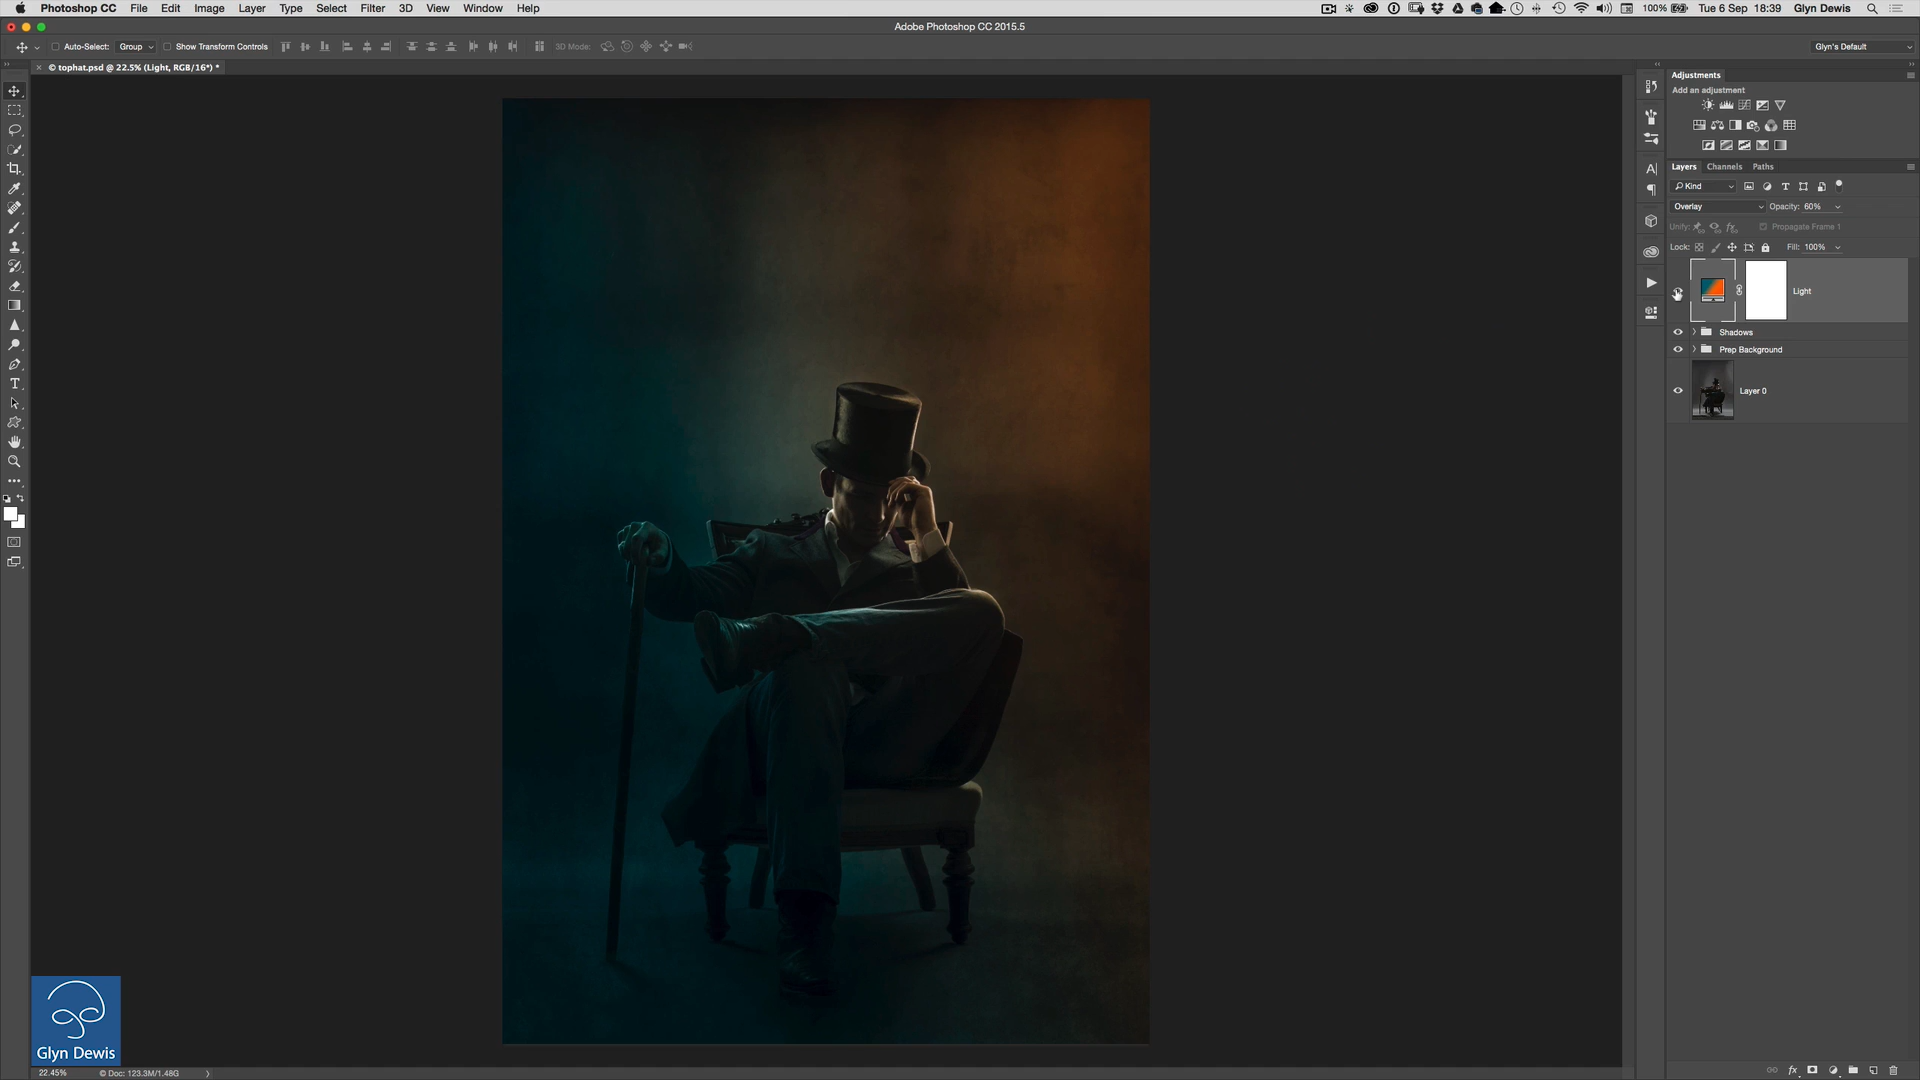 Photoshop CC File Edit Image Layer Type Select Filter 3D View Window Help 100% Tue 6 Sep 18:39 Glyn Dewis
Adobe Photoshop CC 2015.5
Auto-Select: Group Show Transform Controls 3D Mode: Glyn's Default
× © tophat.psd @ 22.5% (Light, RGB/16*) *
Adjustments
Add an adjustment
Layers Channels Paths
Kind
Overlay Opacity: 60%
Unify: Propagate Frame 1
Lock: Fill: 100%
Light
Shadows
Prep Background
Layer 0
Glyn Dewis
22.45% © Doc: 123.3M/1.48G